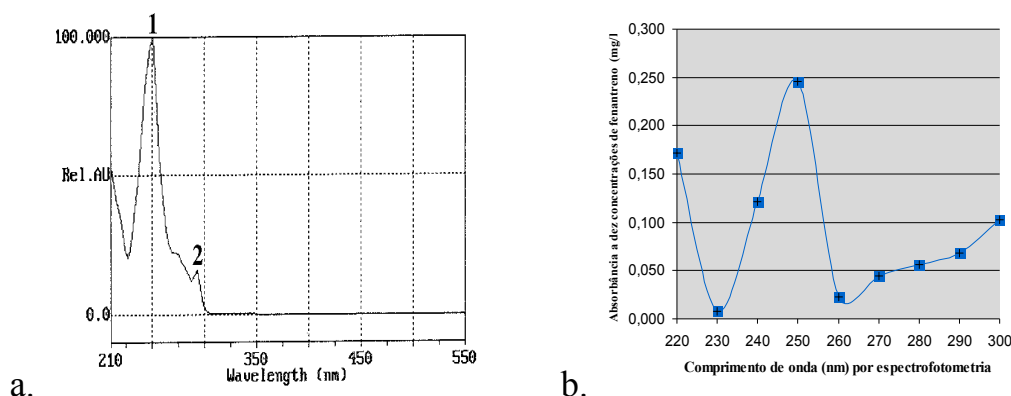 1
100.000
Rel.AU
2
0.0
210
350
450
550
Wavelength (nm)
a.
0,300
0,250
0,200
0,150
0,100
0,050
0,000
220 230 240 250 260 270 280 290 300
Absorbância a dez concentrações de fenantreno (mg/l
Comprimento de onda (nm) por espectrofotometria
b.